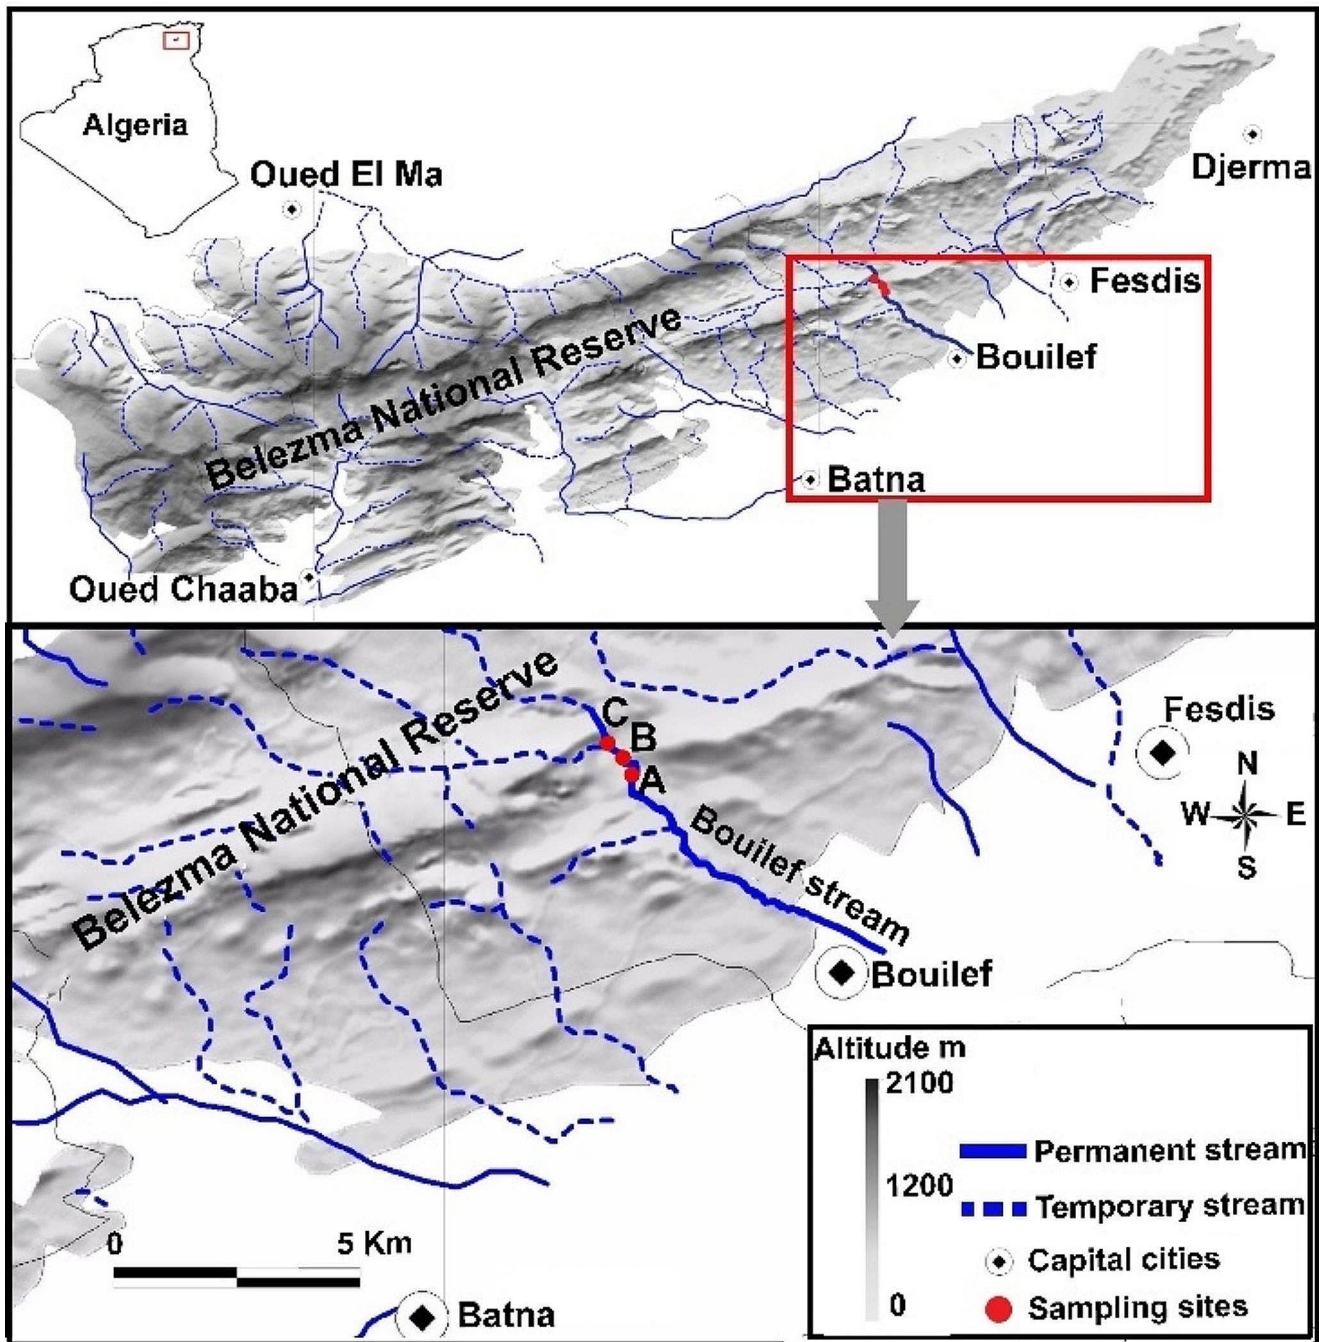 Algeria
Oued El Ma
Djerma
Fesdis
Bouilef
Belezma National Reserve
Batna
Oued Chaaba
Belezma National Reserve
C
B
A
Fesdis
N
W E
S
Bouilef stream
Bouilef
Altitude m
2100
1200
0
Permanent stream
Temporary stream
Capital cities
Sampling sites
0 5 Km
Batna